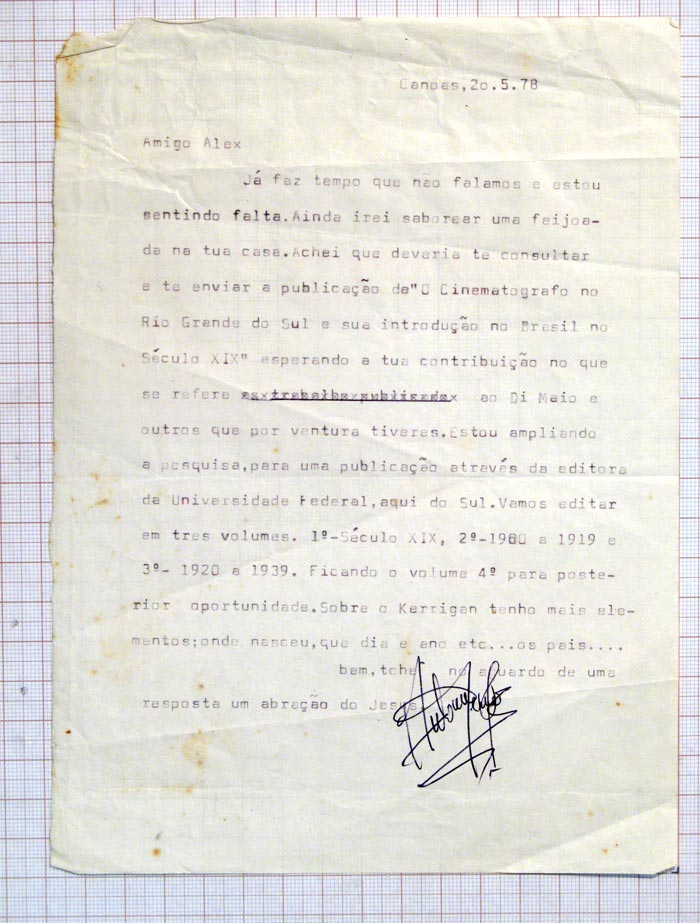 Canoas,20.5.78
Amigo Alex
Já faz tempo que não falamos e estou
sentindo falta.Ainda irei saborear uma feijoa-
da na tua casa.Achei que deveria te consultar
e te enviar a publicação de"O Cinematografo no
Rio Grande do Sul e sua introdução no Brasil no
Século XIX" esperando a tua contribuição no que
se refere ao Di Maio e
outros que por ventura tiveres.Estou ampliando
a pesquisa,para uma publicação através da editora
da Universidade Federal,aqui do Sul.Vamos editar
em tres volumes. 1º-Século XIX, 2º-1900 a 1919 e
3º- 1920 a 1939. Ficando o volume 4º para poste-
rior oportunidade.Sobre o Kerrigan tenho mais ele-
mentos;onde nasceu,que dia e ano etc...os pais....
bem,tche no aguardo de uma
resposta um abração do Jesus